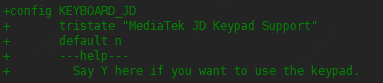 +config KEYBOARD_JD
+       tristate "MediaTek JD Keypad Support"
+       default n
+       ---help---
+         Say Y here if you want to use the keypad.